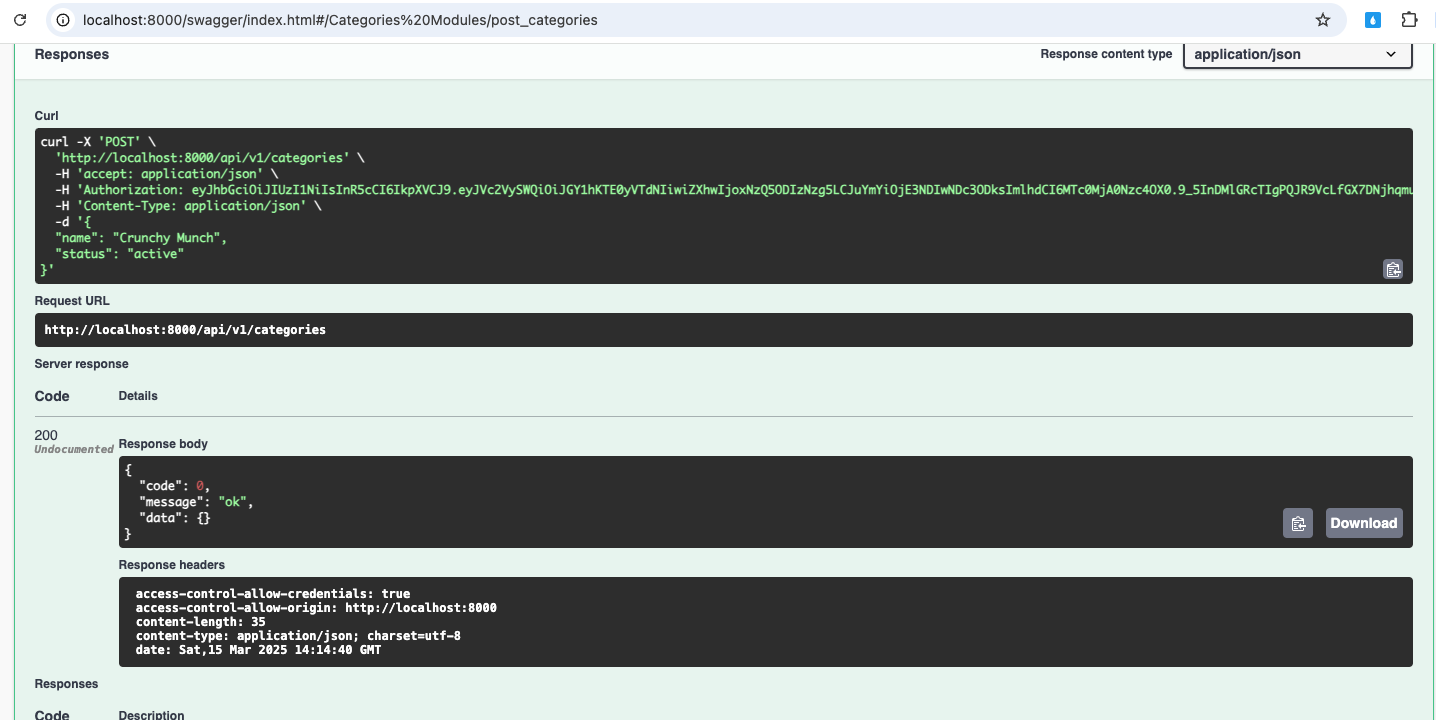 localhost:8000/swagger/index.html#/Categories%20Modules/post_categories
Responses
Response content type
application/json
Curl
curl -X 'POST' \
'http://localhost:8000/api/v1/categories' \
-H 'accept: application/json' \
-H 'Authorization: eyJhbGciOiJIUzI1NiIsInR5cCI6IkpXVCJ9.eyJVc2VySWQiOiJGY1hKTE0yVTdNIiwiZXhwIjoxNzQ5ODIzNzg5LCJuYmYiOjE3NDIwNDc3ODksImlhdCI6MTc0MjA0Nzc4OX0.9_5InDMlGRcTIgPQJR9VcLfGX7DNjhqmu
-H 'Content-Type: application/json' \
-d '{
"name": "Crunchy Munch",
"status": "active"
}'
Request URL
http://localhost:8000/api/v1/categories
Server response
Code
Details
200
Undocumented
Response body
{
"code": 0,
"message": "ok",
"data": {}
}
Download
Response headers
access-control-allow-credentials: true
access-control-allow-origin: http://localhost:8000
content-length: 35
content-type: application/json; charset=utf-8
date: Sat,15 Mar 2025 14:14:40 GMT
Responses
Code
Description